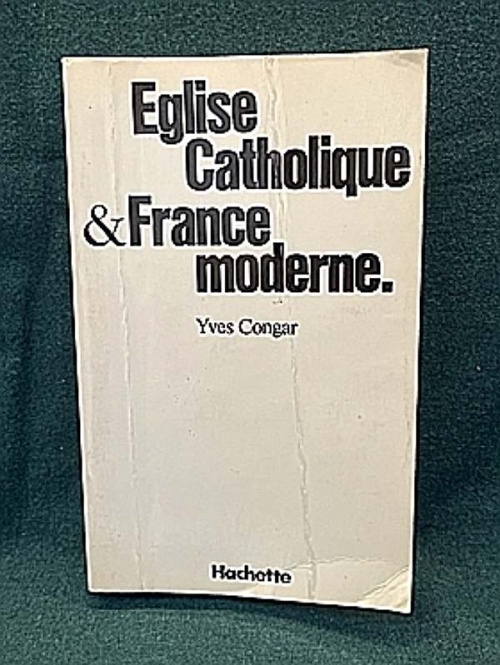 Eglise
Catholique
& France
moderne.
Yves Congar
Hachette